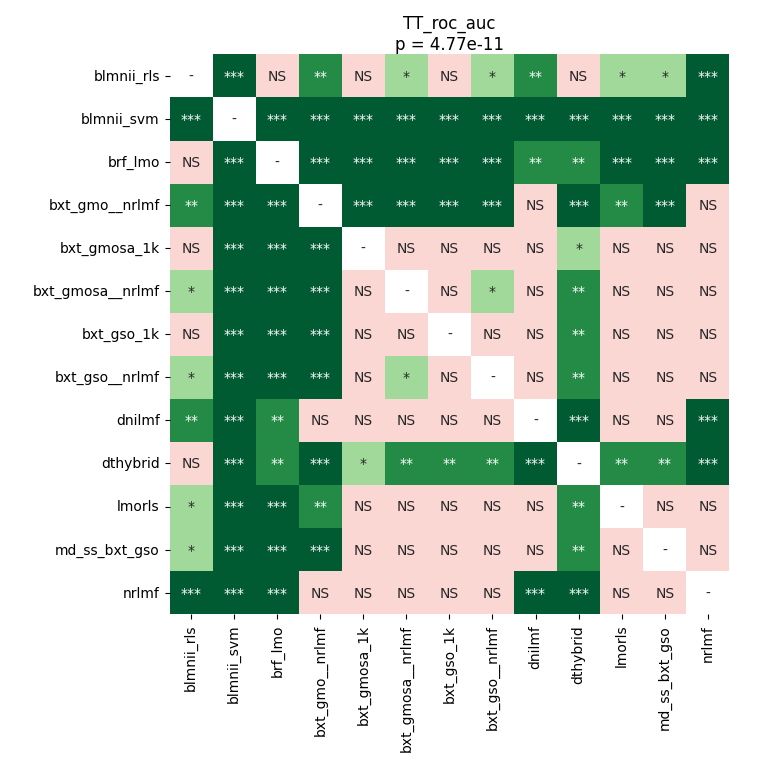 TT_roc_auc
p = 4.77e-11
blmnii_rls - *** NS ** NS * NS * ** NS * * ***
blmnii_svm *** - *** *** *** *** *** *** *** *** *** *** ***
brf_lmo NS *** - *** *** *** *** *** ** ** *** *** ***
bxt_gmo__nrlmf ** *** *** - *** *** *** *** NS *** ** *** NS
bxt_gmosa_1k NS *** *** *** - NS NS NS NS * NS NS NS
bxt_gmosa__nrlmf * *** *** *** NS - NS * NS ** NS NS NS
bxt_gso_1k NS *** *** *** NS NS - NS NS ** NS NS NS
bxt_gso__nrlmf * *** *** *** NS * NS - NS ** NS NS NS
dnilmf ** *** ** NS NS NS NS NS - *** NS NS ***
dthybrid NS *** ** *** * ** ** ** *** - ** ** ***
lmorls * *** *** ** NS NS NS NS NS ** - NS NS
md_ss_bxt_gso * *** *** *** NS NS NS NS NS ** NS - NS
nrlmf *** *** *** NS NS NS NS NS *** *** NS NS -
blmnii_rls
blmnii_svm
brf_lmo
bxt_gmo__nrlmf
bxt_gmosa_1k
bxt_gmosa__nrlmf
bxt_gso_1k
bxt_gso__nrlmf
dnilmf
dthybrid
lmorls
md_ss_bxt_gso
nrlmf